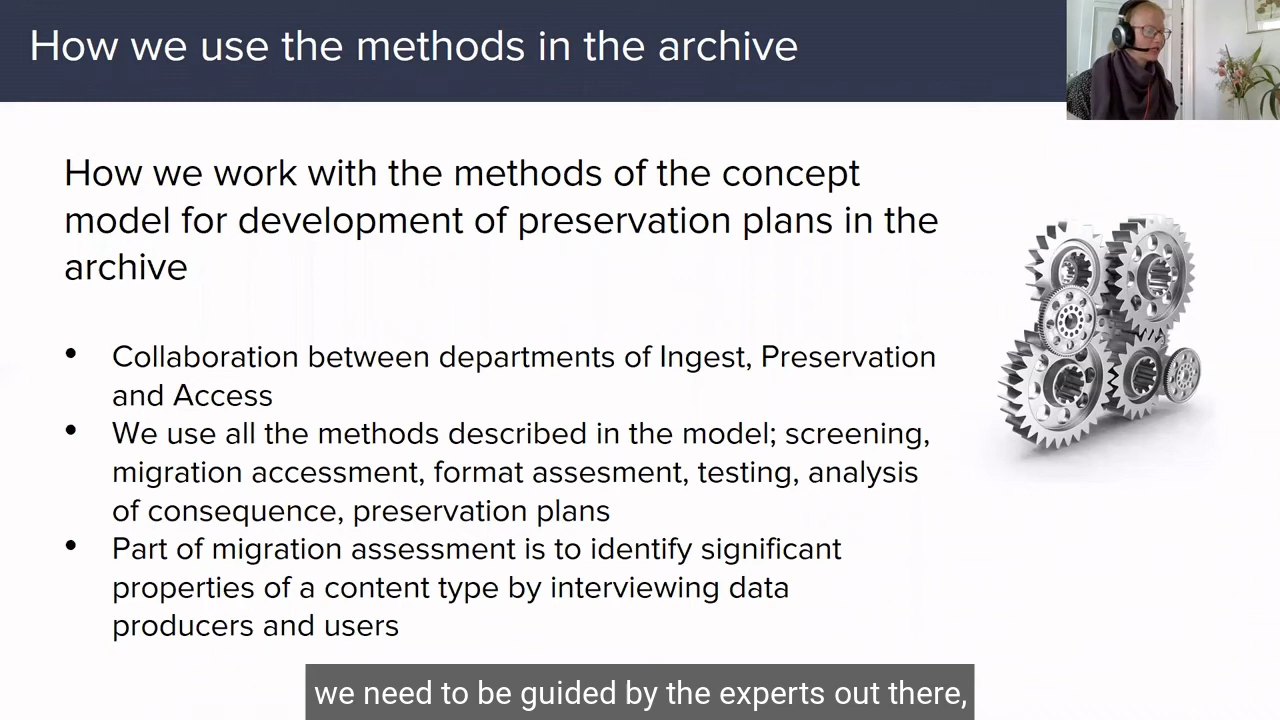 How we use the methods in the archive
How we work with the methods of the concept
model for development of preservation plans in the
archive
• Collaboration between departments of Ingest, Preservation
and Access
• We use all the methods described in the model; screening,
migration accessment, format assesment, testing, analysis
of consequence, preservation plans
• Part of migration assessment is to identify significant
properties of a content type by interviewing data
producers and users
we need to be guided by the experts out there,